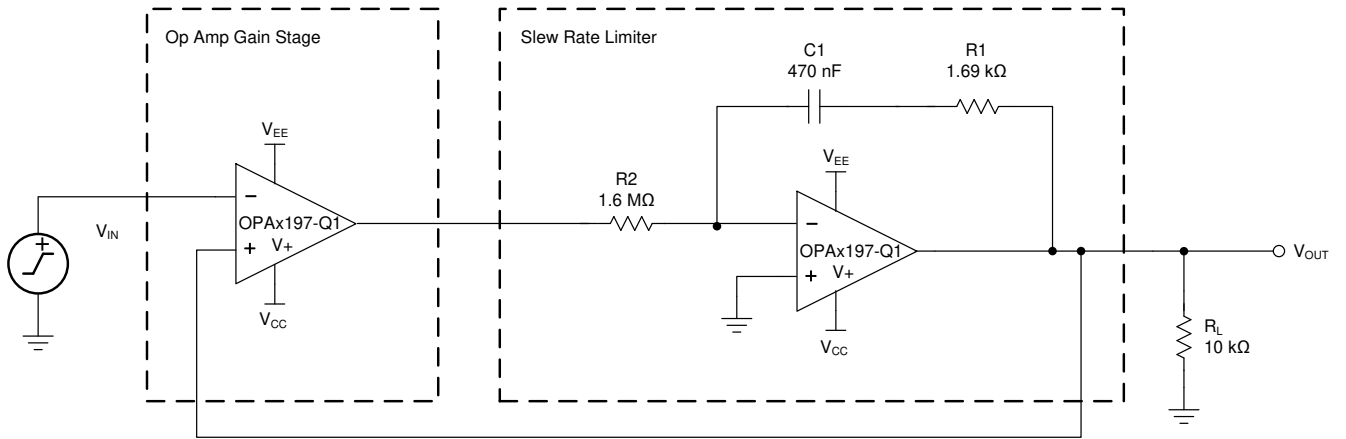 Op Amp Gain Stage
Slew Rate Limiter
C1
470 nF
R1
1.69 kΩ
VEE
VEE
R2
1.6 MΩ
VIN
−
OPAx197-Q1
+
V+
VCC
+
−
OPAx197-Q1
+
V+
VCC
VOUT
RL
10 kΩ